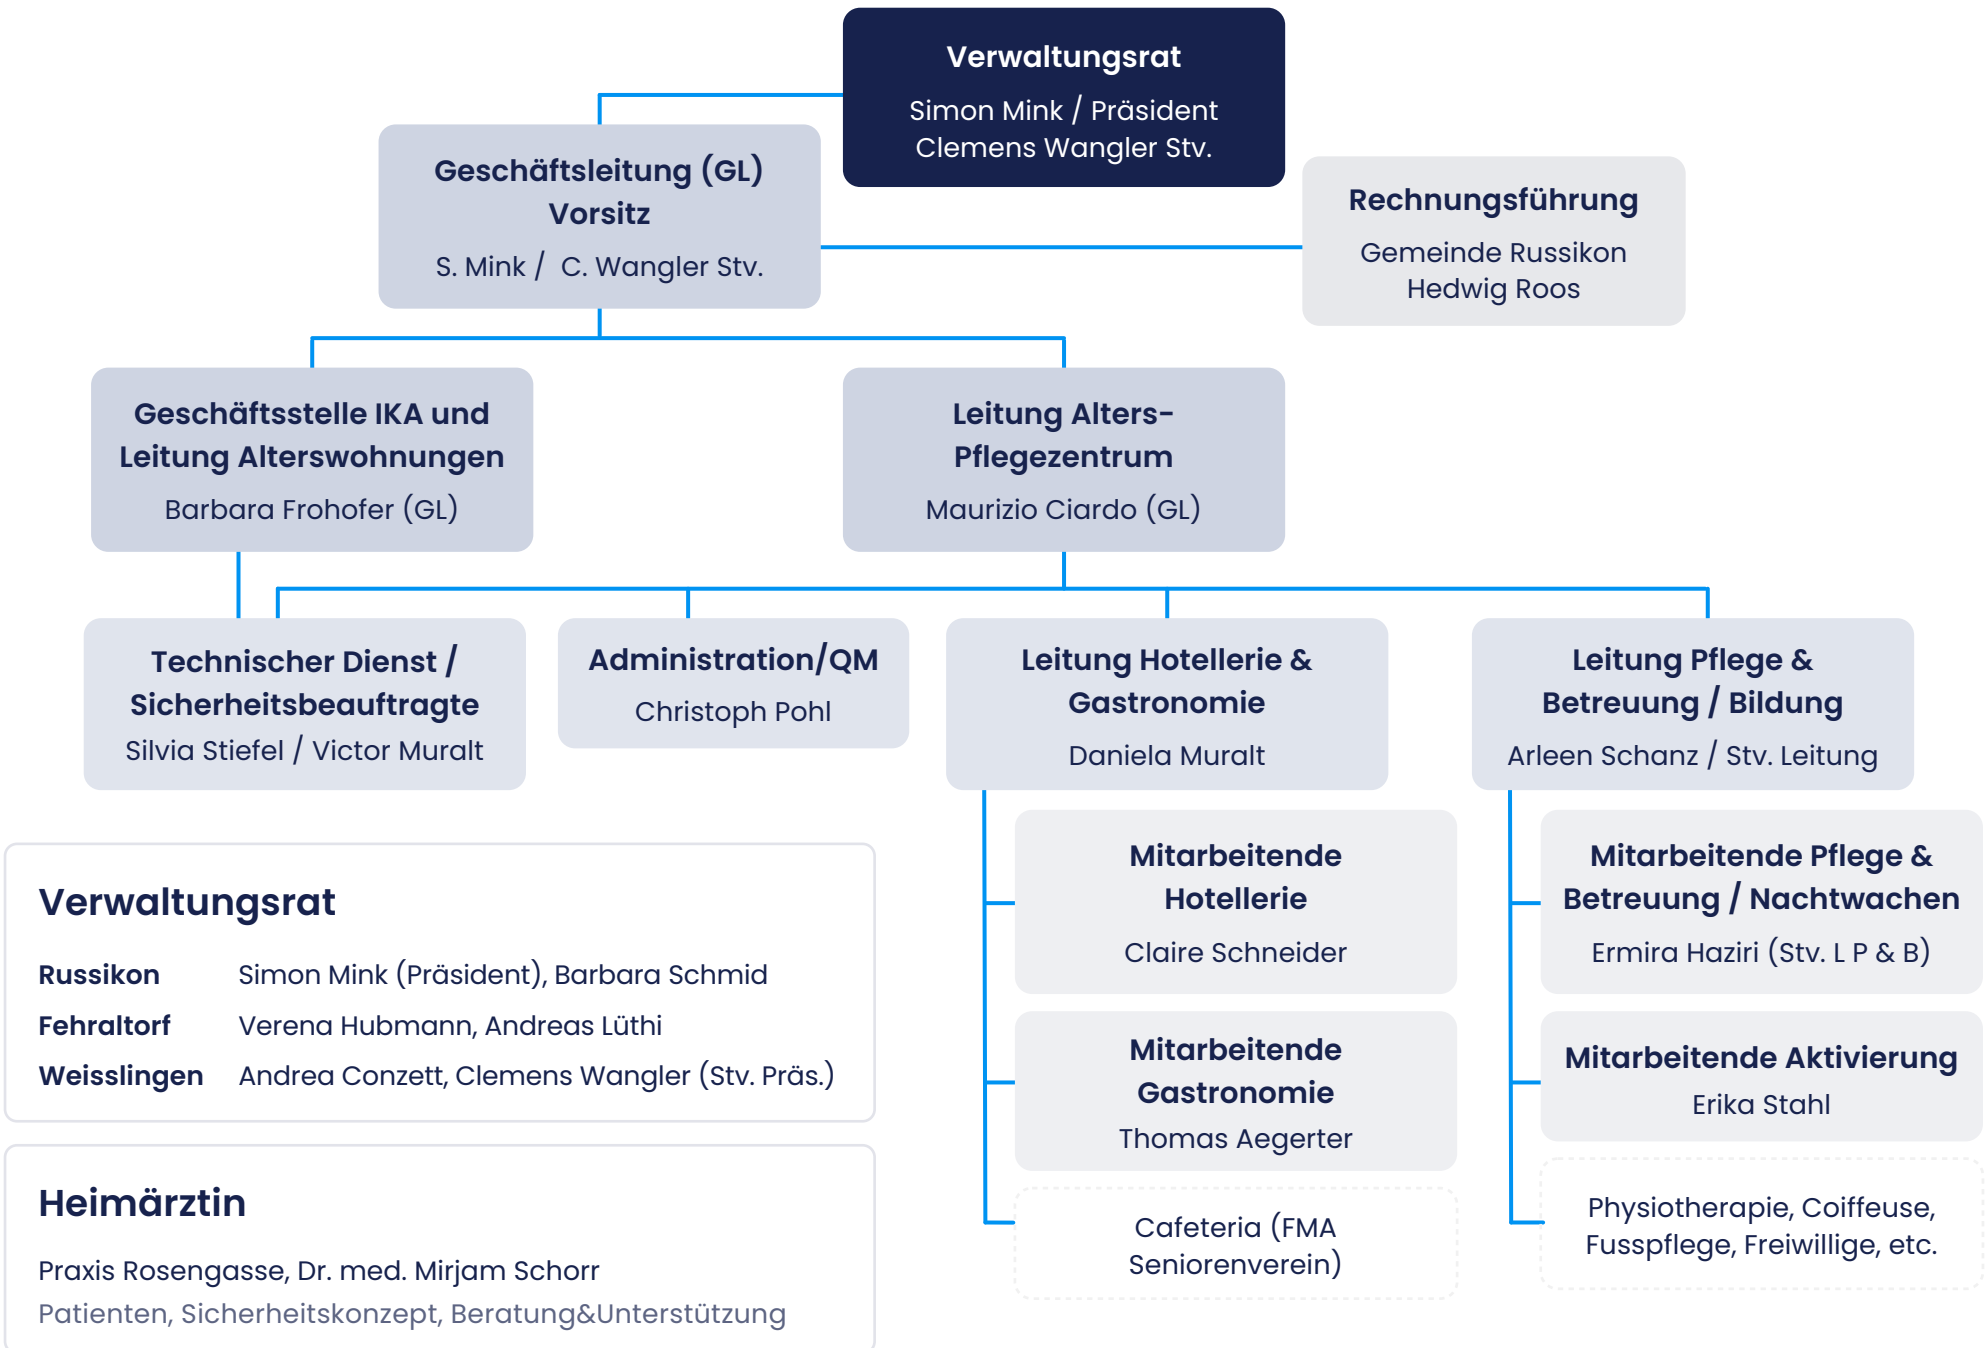 Verwaltungsrat
Simon Mink / Präsident
Clemens Wangler Stv.
Geschäftsleitung (GL)
Vorsitz
S. Mink / C. Wangler Stv.
Rechnungsführung
Gemeinde Russikon
Hedwig Roos
Geschäftsstelle IKA und
Leitung Alterswohnungen
Barbara Frohofer (GL)
Leitung Alters-
Pflegezentrum
Maurizio Ciardo (GL)
Technischer Dienst /
Sicherheitsbeauftragte
Silvia Stiefel / Victor Muralt
Administration/QM
Christoph Pohl
Leitung Hotellerie &
Gastronomie
Daniela Muralt
Leitung Pflege &
Betreuung / Bildung
Arleen Schanz / Stv. Leitung
Mitarbeitende
Hotellerie
Claire Schneider
Mitarbeitende
Gastronomie
Thomas Aegerter
Cafeteria (FMA
Seniorenverein)
Mitarbeitende Pflege &
Betreuung / Nachtwachen
Ermira Haziri (Stv. L P & B)
Mitarbeitende Aktivierung
Erika Stahl
Physiotherapie, Coiffeuse,
Fusspflege, Freiwillige, etc.
Verwaltungsrat
Russikon Simon Mink (Präsident), Barbara Schmid
Fehraltorf Verena Hubmann, Andreas Lüthi
Weisslingen Andrea Conzett, Clemens Wangler (Stv. Präs.)
Heimärztin
Praxis Rosengasse, Dr. med. Mirjam Schorr
Patienten, Sicherheitskonzept, Beratung&Unterstützung